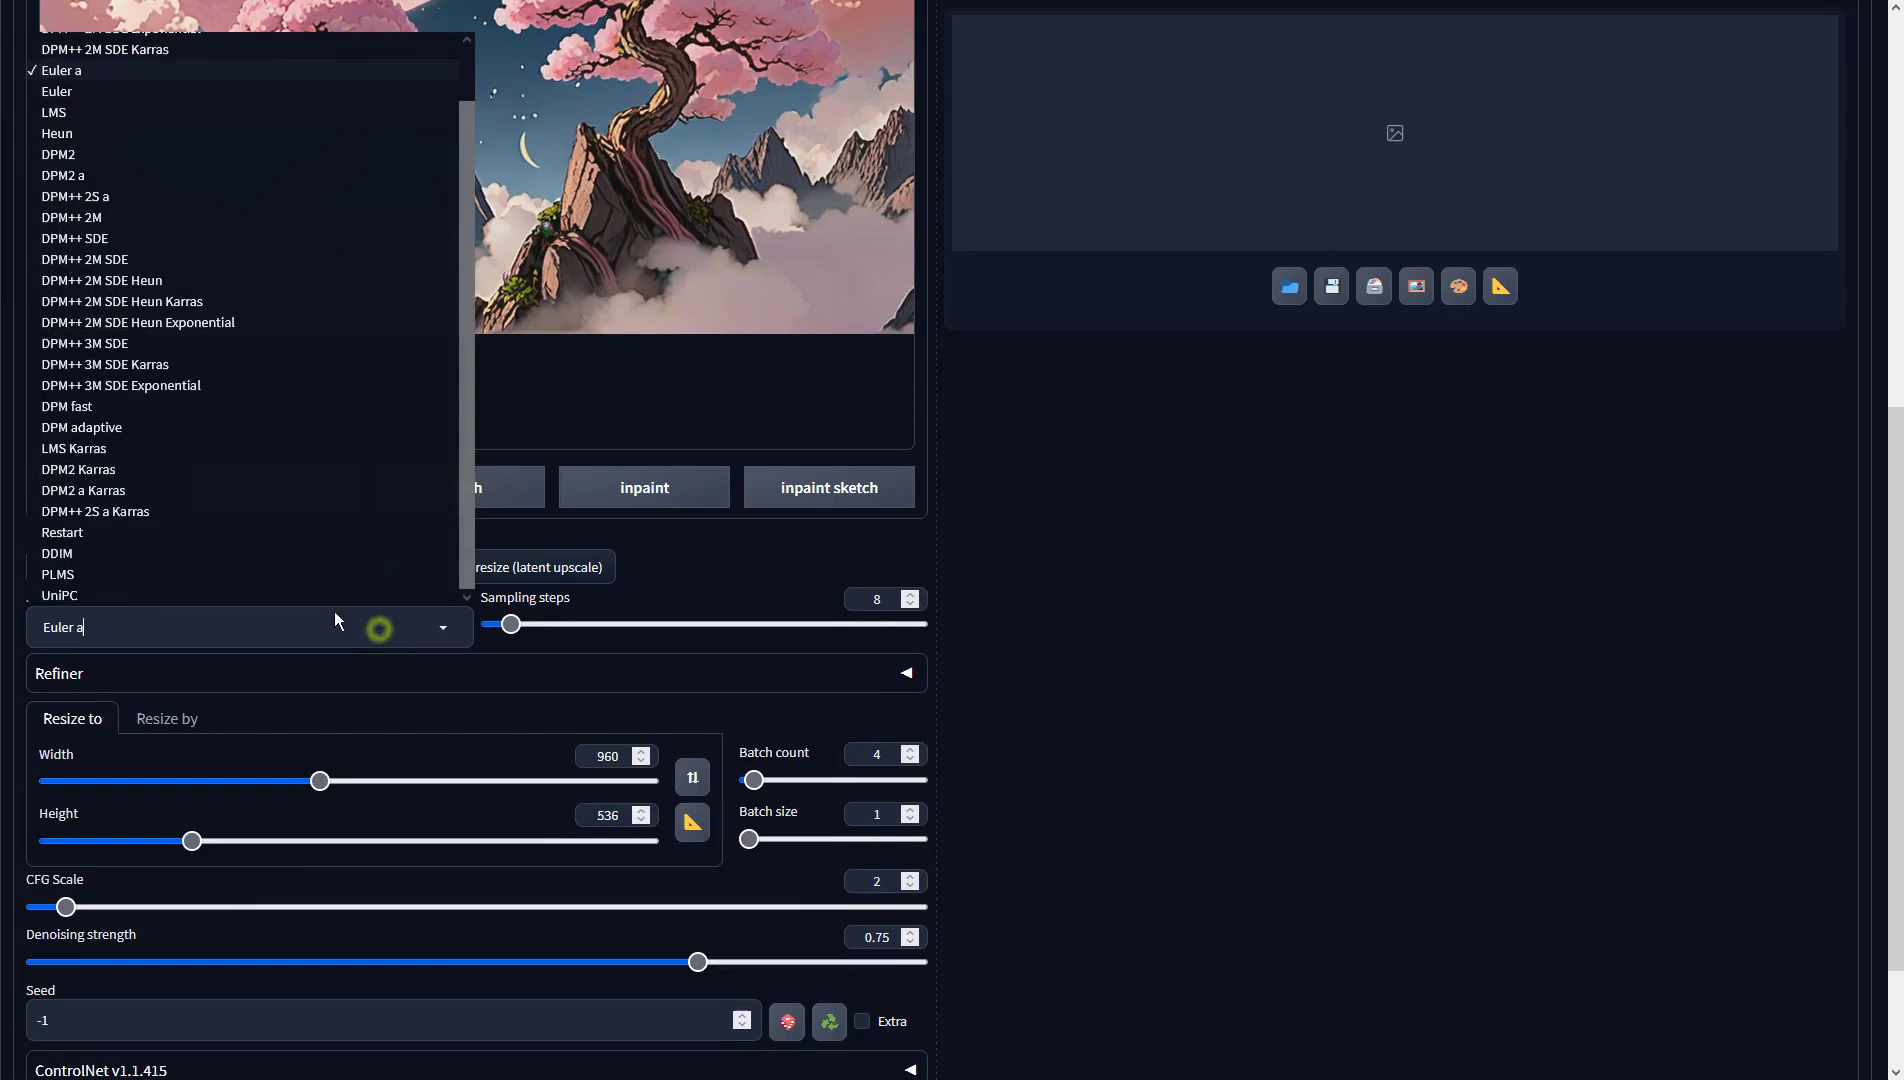 DPM++ 2M SDE Exponential
DPM++ 2M SDE Karras
✓ Euler a
Euler
LMS
Heun
DPM2
DPM2 a
DPM++ 2S a
DPM++ 2M
DPM++ SDE
DPM++ 2M SDE
DPM++ 2M SDE Heun
DPM++ 2M SDE Heun Karras
DPM++ 2M SDE Heun Exponential
DPM++ 3M SDE
DPM++ 3M SDE Karras
DPM++ 3M SDE Exponential
DPM fast
DPM adaptive
LMS Karras
DPM2 Karras
DPM2 a Karras
DPM++ 2S a Karras
Restart
DDIM
PLMS
UniPC
h
inpaint
inpaint sketch
resize (latent upscale)
Euler a
Sampling steps
8
Refiner
Resize to
Resize by
Width
960
Height
536
Batch count
4
Batch size
1
CFG Scale
2
Denoising strength
0.75
Seed
-1
Extra
ControlNet v1.1.415